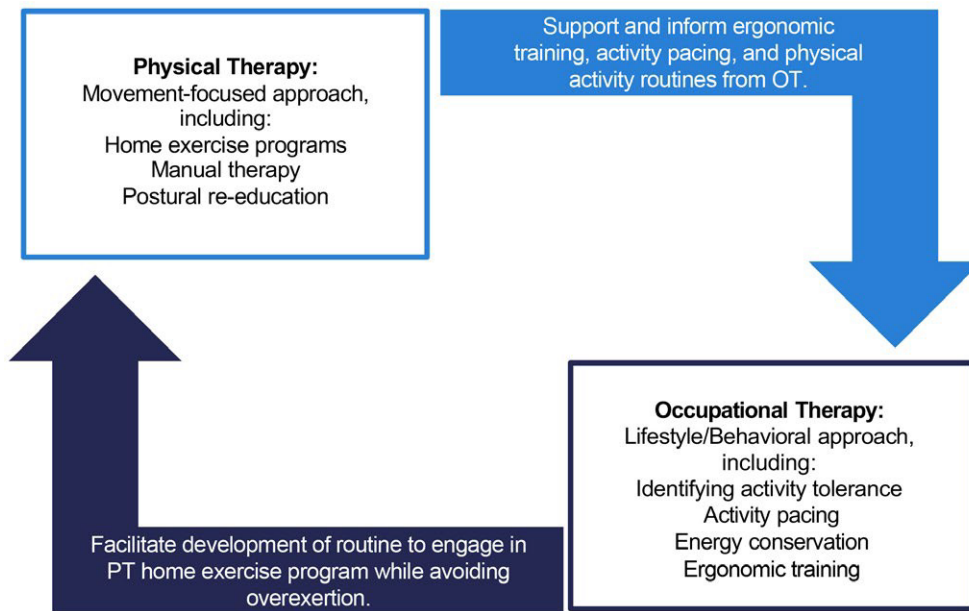 Physical Therapy:
Movement-focused approach,
including:
Home exercise programs
Manual therapy
Postural re-education
Support and inform ergonomic
training, activity pacing, and physical
activity routines from OT.
Occupational Therapy:
Lifestyle/Behavioral approach,
including:
Identifying activity tolerance
Activity pacing
Energy conservation
Ergonomic training
Facilitate development of routine to engage in
PT home exercise program while avoiding
overexertion.